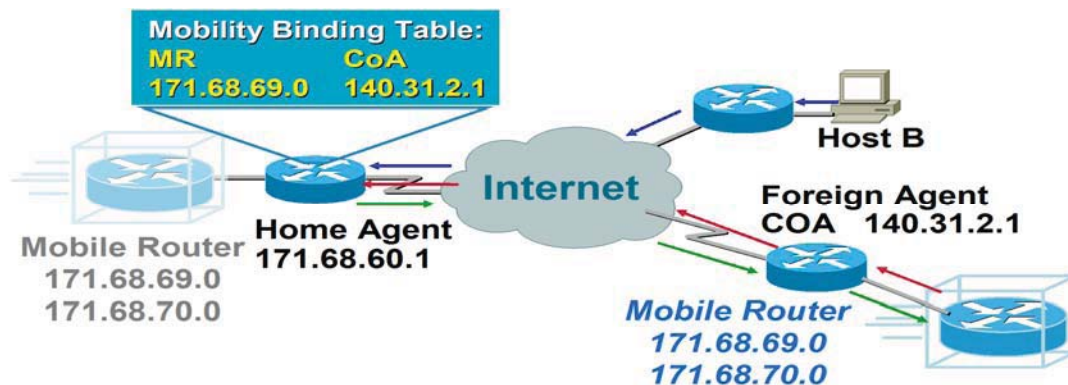 Mobility Binding Table:
MR CoA
171.68.69.0 140.31.2.1
Host B
Internet
Foreign Agent
COA 140.31.2.1
Home Agent
171.68.60.1
Mobile Router
171.68.69.0
171.68.70.0
Mobile Router
171.68.69.0
171.68.70.0